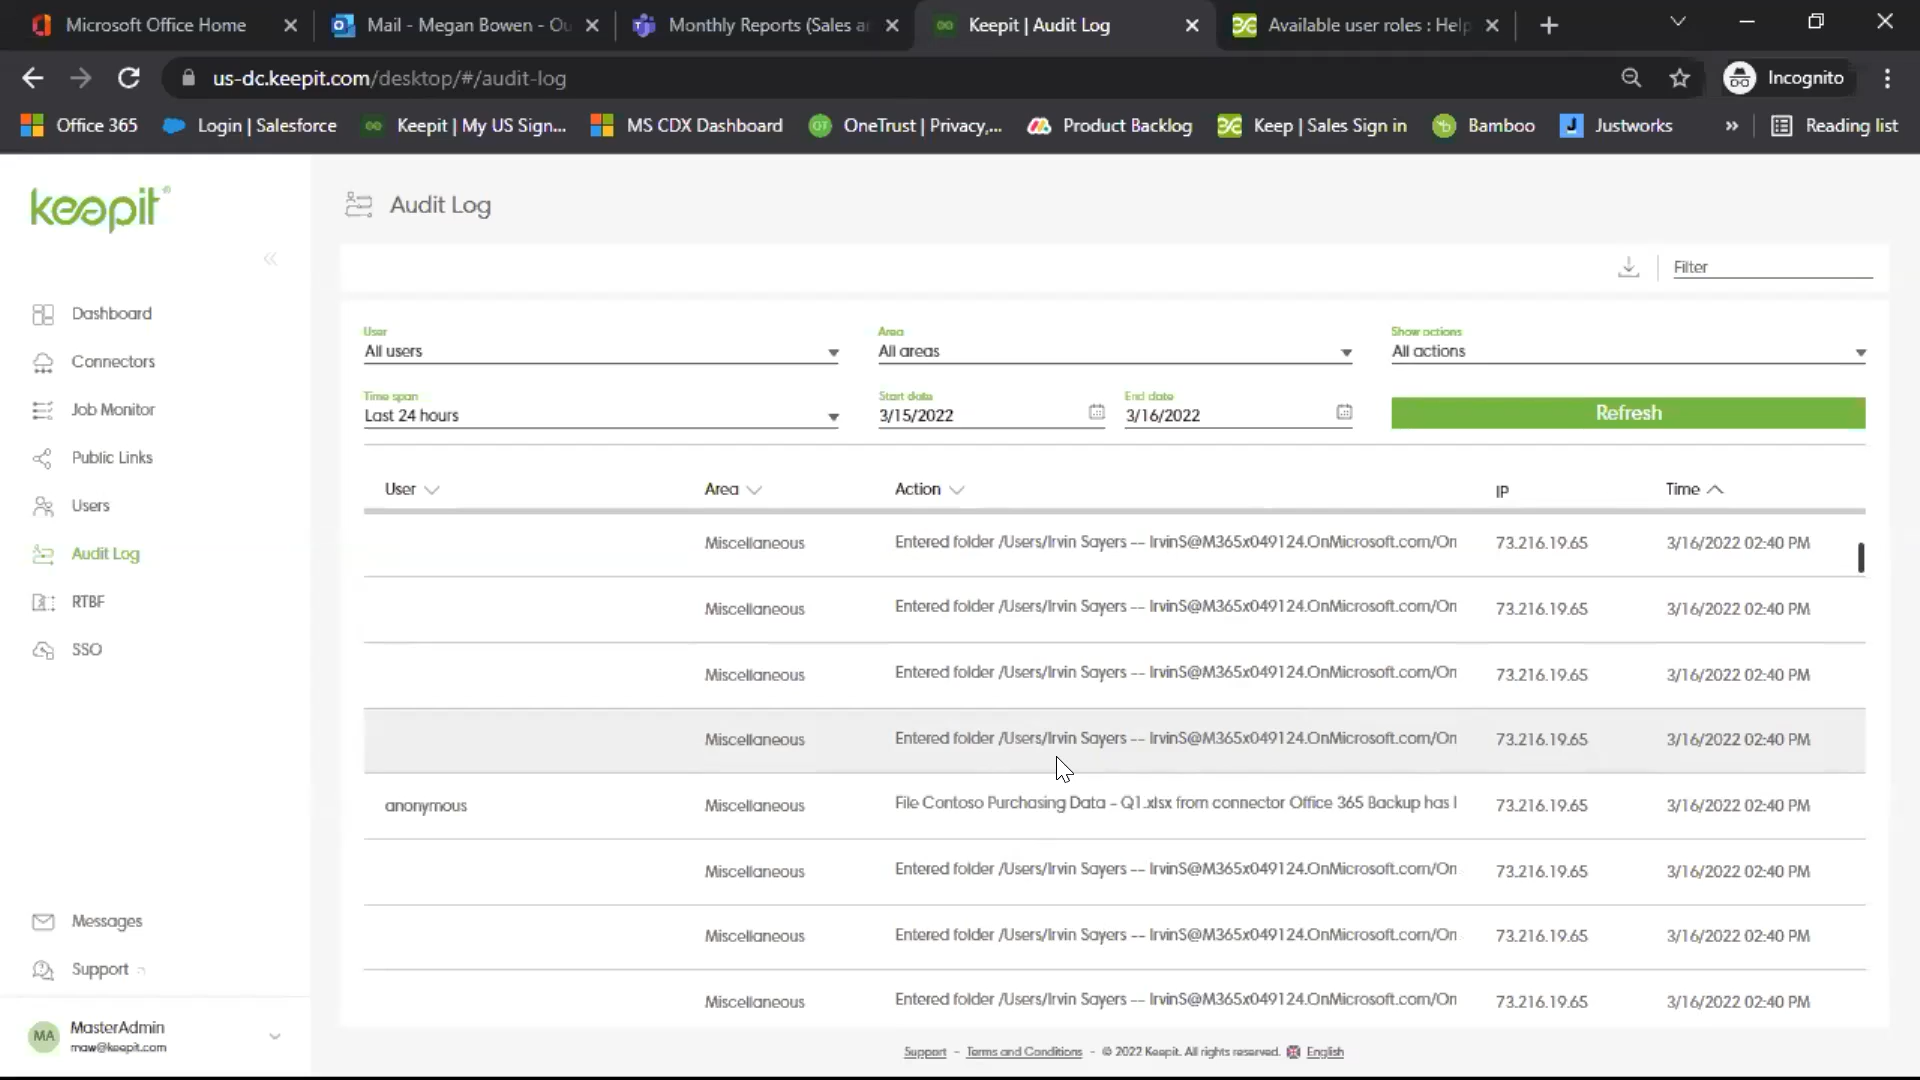 Microsoft Office Home
Mail - Megan Bowen - Ou
Monthly Reports (Sales a
Keepit | Audit Log
Available user roles : Help
us-dc.keepit.com/desktop/#/audit-log
Incognito
Office 365
Login | Salesforce
Keepit | My US Sign...
MS CDX Dashboard
OneTrust | Privacy,...
Product Backlog
Keep | Sales Sign in
Bamboo
Justworks
»
Reading list
keepit
Audit Log
Filter
Dashboard
Connectors
Job Monitor
Public Links
Users
Audit Log
RTBF
SSO
Messages
Support
MA
MasterAdmin
maw@keepit.com
User
All users
Area
All areas
Show actions
All actions
Time span
Last 24 hours
Start date
3/15/2022
End date
3/16/2022
Refresh
User Area Action IP Time
Miscellaneous Entered folder /Users/Irvin Sayers -- IrvinS@M365x049124.OnMicrosoft.com/On 73.216.19.65 3/16/2022 02:40 PM
Miscellaneous Entered folder /Users/Irvin Sayers -- IrvinS@M365x049124.OnMicrosoft.com/On 73.216.19.65 3/16/2022 02:40 PM
Miscellaneous Entered folder /Users/Irvin Sayers -- IrvinS@M365x049124.OnMicrosoft.com/On 73.216.19.65 3/16/2022 02:40 PM
Miscellaneous Entered folder /Users/Irvin Sayers -- IrvinS@M365x049124.OnMicrosoft.com/On 73.216.19.65 3/16/2022 02:40 PM
anonymous Miscellaneous File Contoso Purchasing Data - Q1.xlsx from connector Office 365 Backup has 73.216.19.65 3/16/2022 02:40 PM
Miscellaneous Entered folder /Users/Irvin Sayers -- IrvinS@M365x049124.OnMicrosoft.com/On 73.216.19.65 3/16/2022 02:40 PM
Miscellaneous Entered folder /Users/Irvin Sayers -- IrvinS@M365x049124.OnMicrosoft.com/On 73.216.19.65 3/16/2022 02:40 PM
Miscellaneous Entered folder /Users/Irvin Sayers -- IrvinS@M365x049124.OnMicrosoft.com/On 73.216.19.65 3/16/2022 02:40 PM
Support - Terms and Conditions - © 2022 Keepit. All rights reserved. English